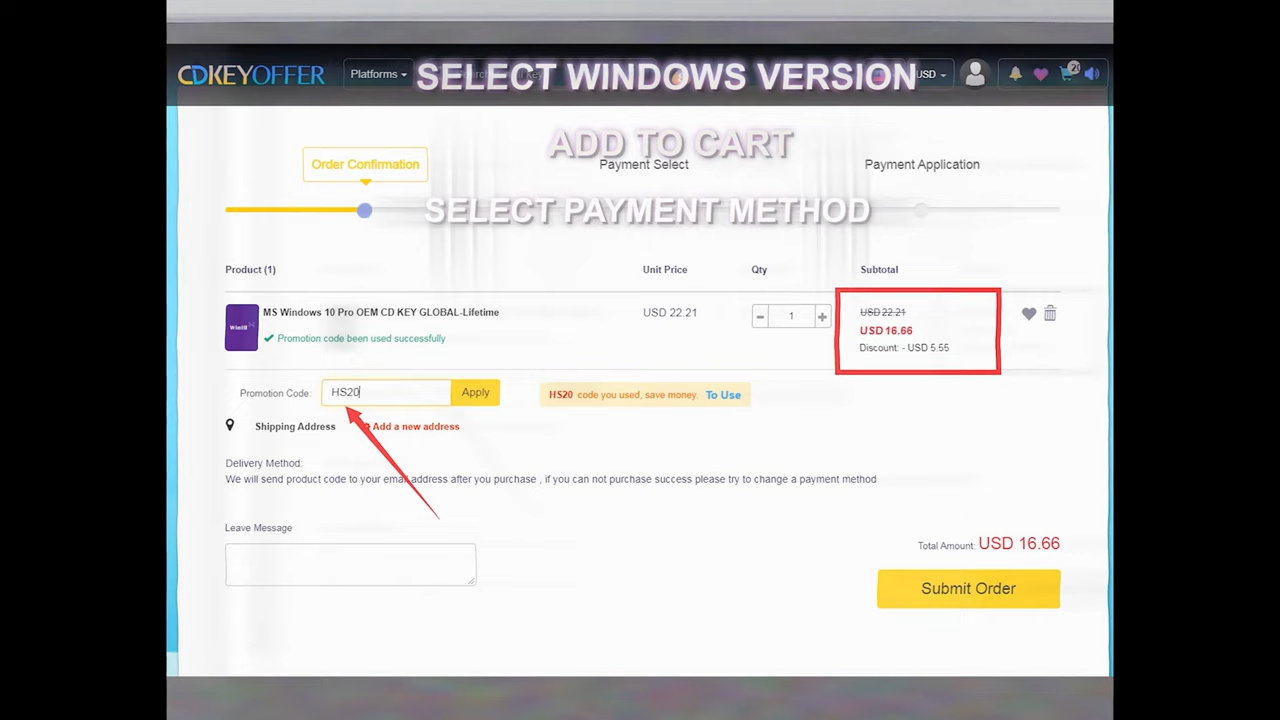 CDKEYOFFER
Platforms
SELECT WINDOWS VERSION
USD
ADD TO CART
Order Confirmation
Payment Select
Payment Application
SELECT PAYMENT METHOD
Product (1)
Unit Price
Qty
Subtotal
MS Windows 10 Pro OEM CD KEY GLOBAL-Lifetime
Promotion code been used successfully
USD 22.21
1
USD 22.21
USD 16.66
Discount: - USD 5.55
Promotion Code:
HS20
Apply
HS20 code you used, save money. To Use
Shipping Address
Add a new address
Delivery Method:
We will send product code to your email address after you purchase , if you can not purchase success please try to change a payment method
Leave Message
Total Amount: USD 16.66
Submit Order